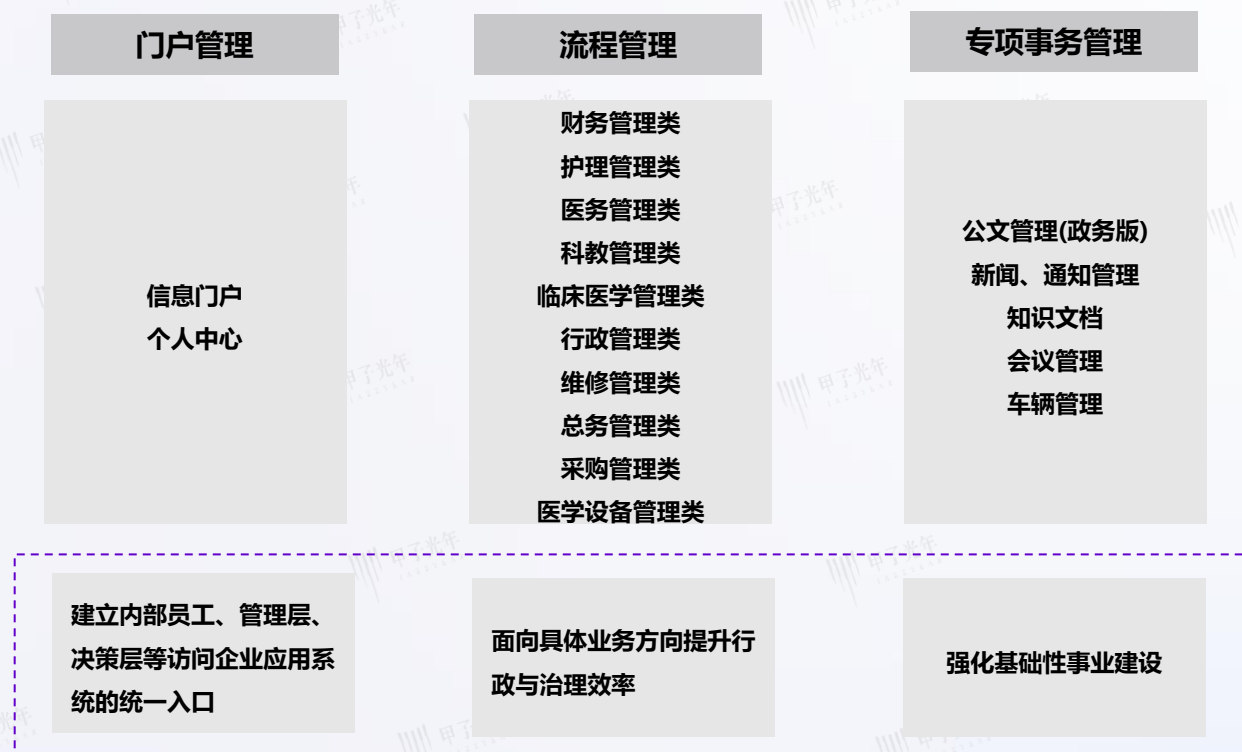 门户管理
流程管理
专项事务管理
信息门户
个人中心
财务管理类
护理管理类
医务管理类
科教管理类
临床医学管理类
行政管理类
维修管理类
总务管理类
采购管理类
医学设备管理类
公文管理(政务版)
新闻、通知管理
知识文档
会议管理
车辆管理
建立内部员工、管理层、
决策层等访问企业应用系
统的统一入口
面向具体业务方向提升行
政与治理效率
强化基础性事业建设
甲子光年